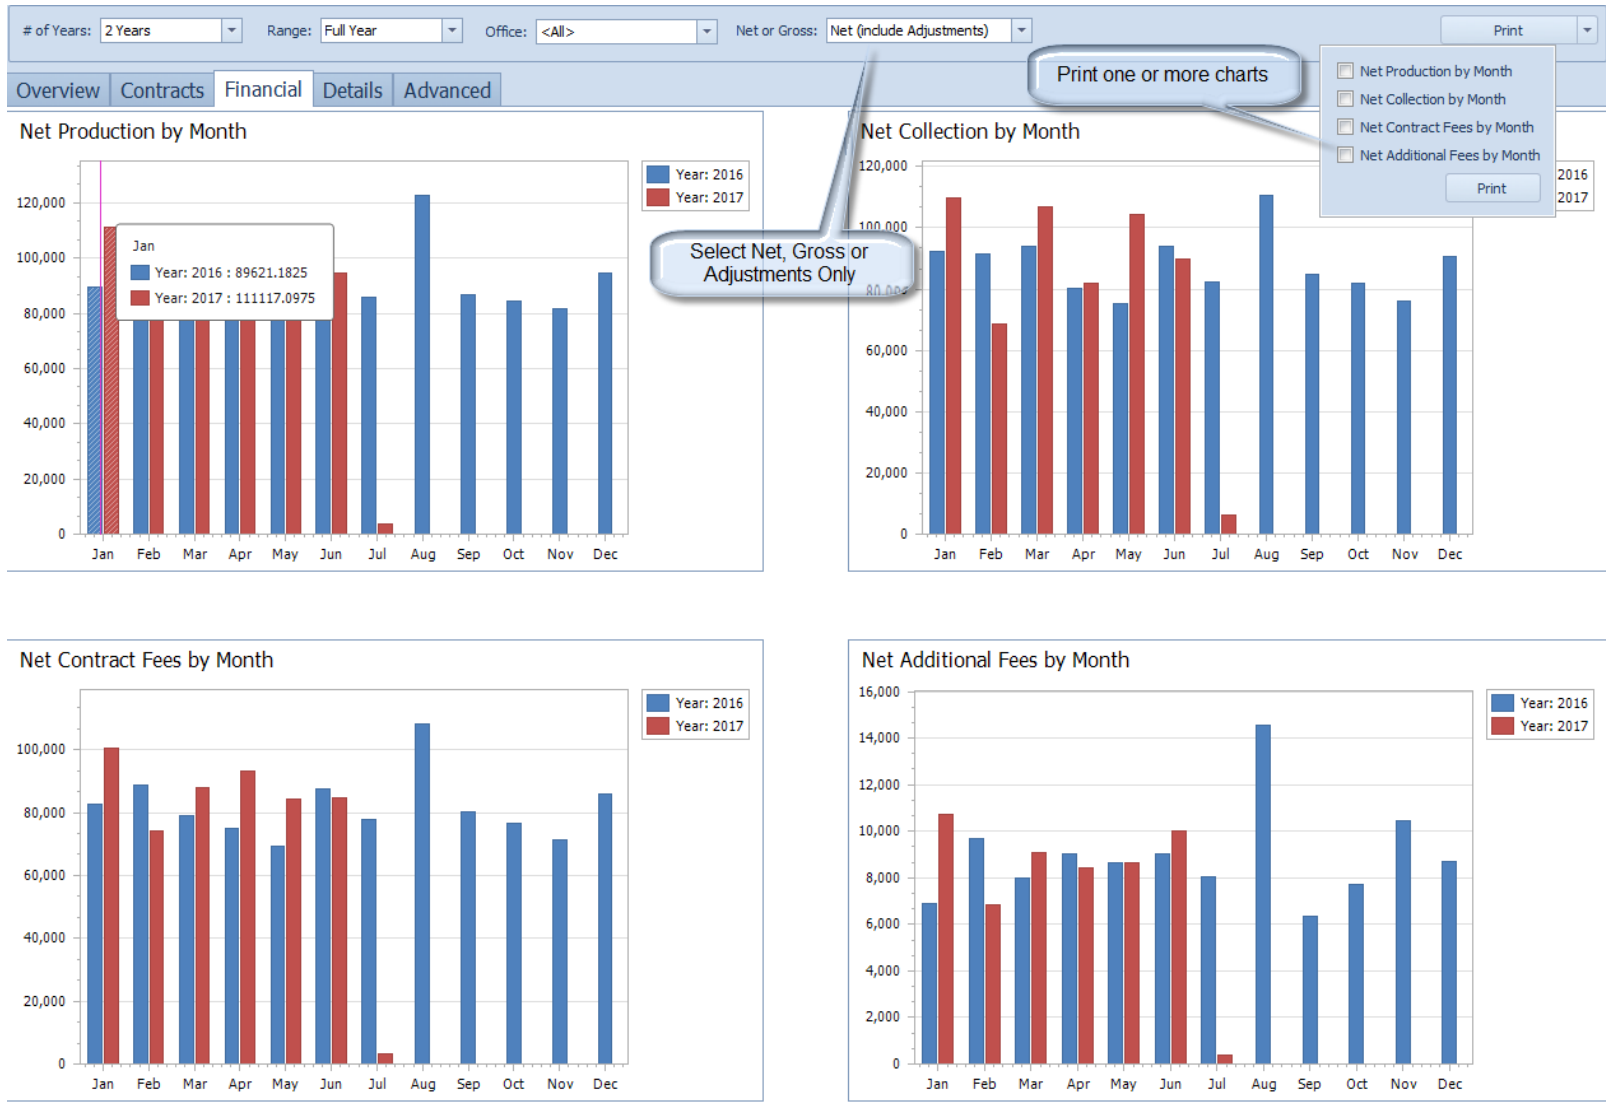 # of Years: 2 Years Range: Full Year Office: <All> Net or Gross: Net (include Adjustments) Print
Overview Contracts Financial Details Advanced
Print one or more charts
Net Production by Month
Net Collection by Month
Net Contract Fees by Month
Net Additional Fees by Month
Print
Select Net, Gross or
Adjustments Only
Net Production by Month
Year: 2016
Year: 2017
120,000
100,000
80,000
60,000
40,000
20,000
0
Jan
Year: 2016 : 89621.1825
Year: 2017 : 111117.0975
Jan Feb Mar Apr May Jun Jul Aug Sep Oct Nov Dec
Net Collection by Month
2016
2017
120,000
100,000
80,000
60,000
40,000
20,000
0
Jan Feb Mar Apr May Jun Jul Aug Sep Oct Nov Dec
Net Contract Fees by Month
Year: 2016
Year: 2017
100,000
80,000
60,000
40,000
20,000
0
Jan Feb Mar Apr May Jun Jul Aug Sep Oct Nov Dec
Net Additional Fees by Month
Year: 2016
Year: 2017
16,000
14,000
12,000
10,000
8,000
6,000
4,000
2,000
0
Jan Feb Mar Apr May Jun Jul Aug Sep Oct Nov Dec